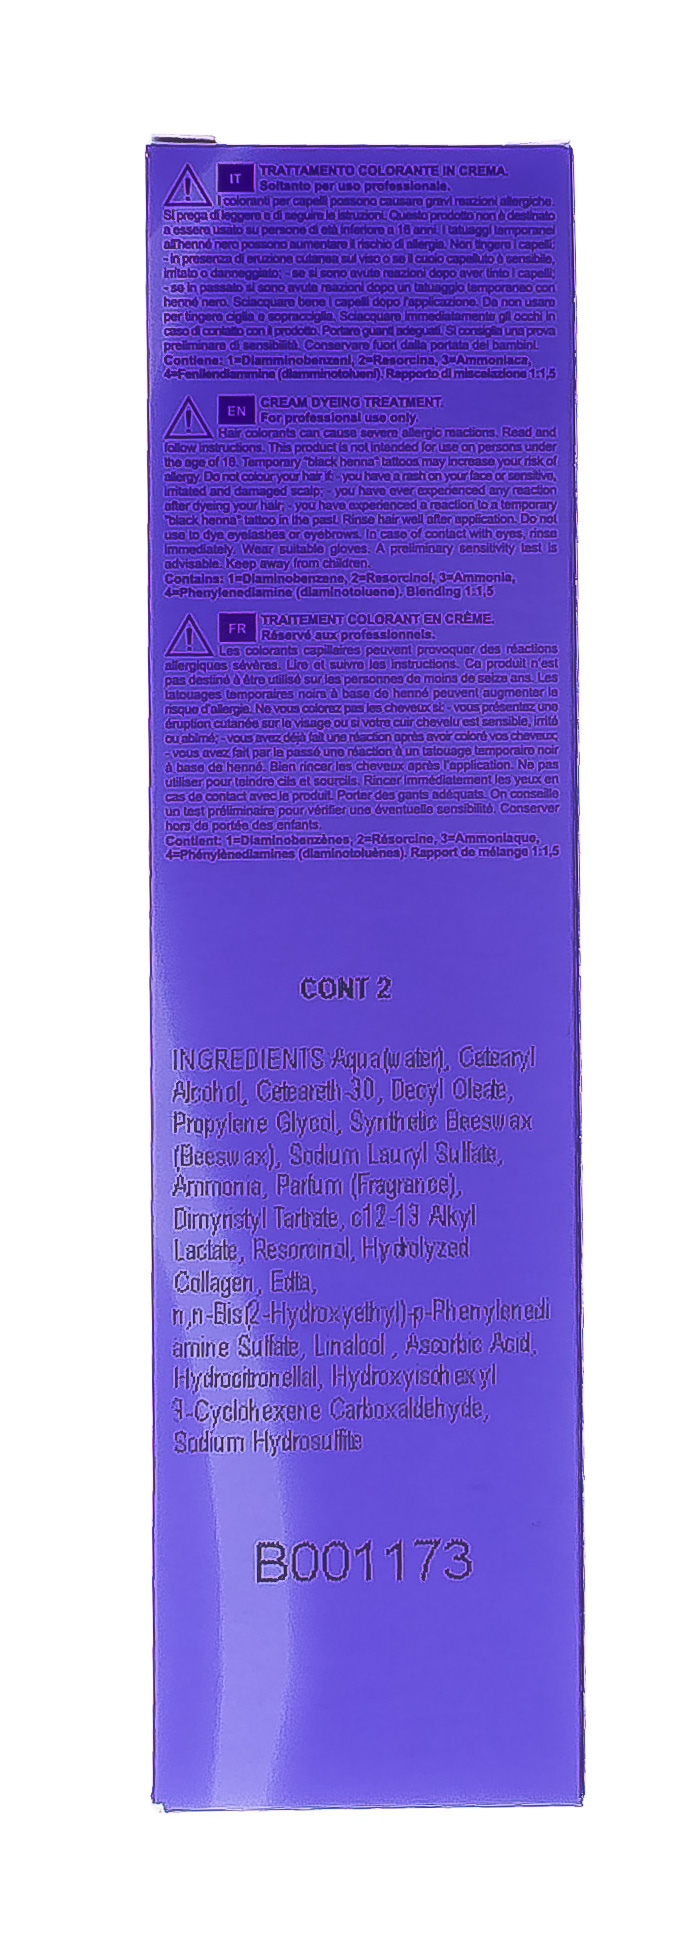 IT
TRATTAMENTO COLORANTE IN CREMA.
Soltanto per uso professionale.
I coloranti per capelli possono causare gravi reazioni allergiche.
Si prega di leggere e di seguire le istruzioni. Questo prodotto non è destinato
a essere usato su persone di età inferiore a 16 anni. I tatuaggi temporanei
all'henné nero possono aumentare il rischio di allergia. Non tingere i capelli:
- in presenza di eruzione cutanea sul viso o se il cuoio capelluto è sensibile,
irritato o danneggiato; - se si sono avute reazioni dopo aver tinto i capelli;
- se in passato si sono avute reazioni dopo un tatuaggio temporaneo con
henné nero. Sciacquare bene i capelli dopo l'applicazione. Da non usare
per tingere ciglia e sopracciglia. Sciacquare immediatamente gli occhi in
caso di contatto con il prodotto. Portare guanti adeguati. Si consiglia una prova
preliminare di sensibilità. Conservare fuori dalla portata dei bambini.
Contiene: 1=Diamminobenzeni, 2=Resorcina, 3=Ammoniaca,
4=Fenilendiammine (diamminotolueni). Rapporto di miscelazione 1:1,5
EN
CREAM DYEING TREATMENT.
For professional use only.
Hair colorants can cause severe allergic reactions. Read and
follow instructions. This product is not intended for use on persons under
the age of 16. Temporary "black henna" tattoos may increase your risk of
allergy. Do not colour your hair if: - you have a rash on your face or sensitive,
irritated and damaged scalp; - you have ever experienced any reaction
after dyeing your hair; - you have experienced a reaction to a temporary
"black henna" tattoo in the past. Rinse hair well after application. Do not
use to dye eyelashes or eyebrows. In case of contact with eyes, rinse
immediately. Wear suitable gloves. A preliminary sensitivity test is
advisable. Keep away from children.
Contains: 1=Diaminobenzene, 2=Resorcinol, 3=Ammonia,
4=Phenylenediamine (diaminotoluene). Blending 1:1,5
FR
TRAITEMENT COLORANT EN CRÈME.
Réservé aux professionnels.
Les colorants capillaires peuvent provoquer des réactions
allergiques sévères. Lire et suivre les instructions. Ce produit n'est
pas destiné à être utilisé sur les personnes de moins de seize ans. Les
tatouages temporaires noirs à base de henné peuvent augmenter le
risque d'allergie. Ne vous colorez pas les cheveux si: - vous présentez une
éruption cutanée sur le visage ou si votre cuir chevelu est sensible, irrité
ou abîmé; - vous avez déjà fait une réaction après avoir coloré vos cheveux;
- vous avez fait par le passé une réaction à un tatouage temporaire noir
à base de henné. Bien rincer les cheveux après l'application. Ne pas
utiliser pour teindre cils et sourcils. Rincer immédiatement les yeux en
cas de contact avec le produit. Porter des gants adéquats. On conseille
un test préliminaire pour vérifier une éventuelle sensibilité. Conserver
hors de portée des enfants.
Contient: 1=Diaminobenzènes, 2=Résorcine, 3=Ammoniaque,
4=Phénylènediamines (diaminotoluènes). Rapport de mélange 1:1,5
CONT 2
INGREDIENTS Aqua(water), Cetearyl
Alcohol, Ceteareth-30, Decyl Oleate,
Propylene Glycol, Synthetic Beeswax
(Beeswax), Sodium Lauryl Sulfate,
Ammonia, Parfum (Fragrance),
Dimyristyl Tartrate, c12-13 Alkyl
Lactate, Resorcinol, Hydrolyzed
Collagen, Edta,
n,n-Bis(2-Hydroxyethyl)-p-Phenylenedi
amine Sulfate, Linalool , Ascorbic Acid,
Hydrocitronellal, Hydroxyisohexyl
3-Cyclohexene Carboxaldehyde,
Sodium Hydrosulfite
B001173